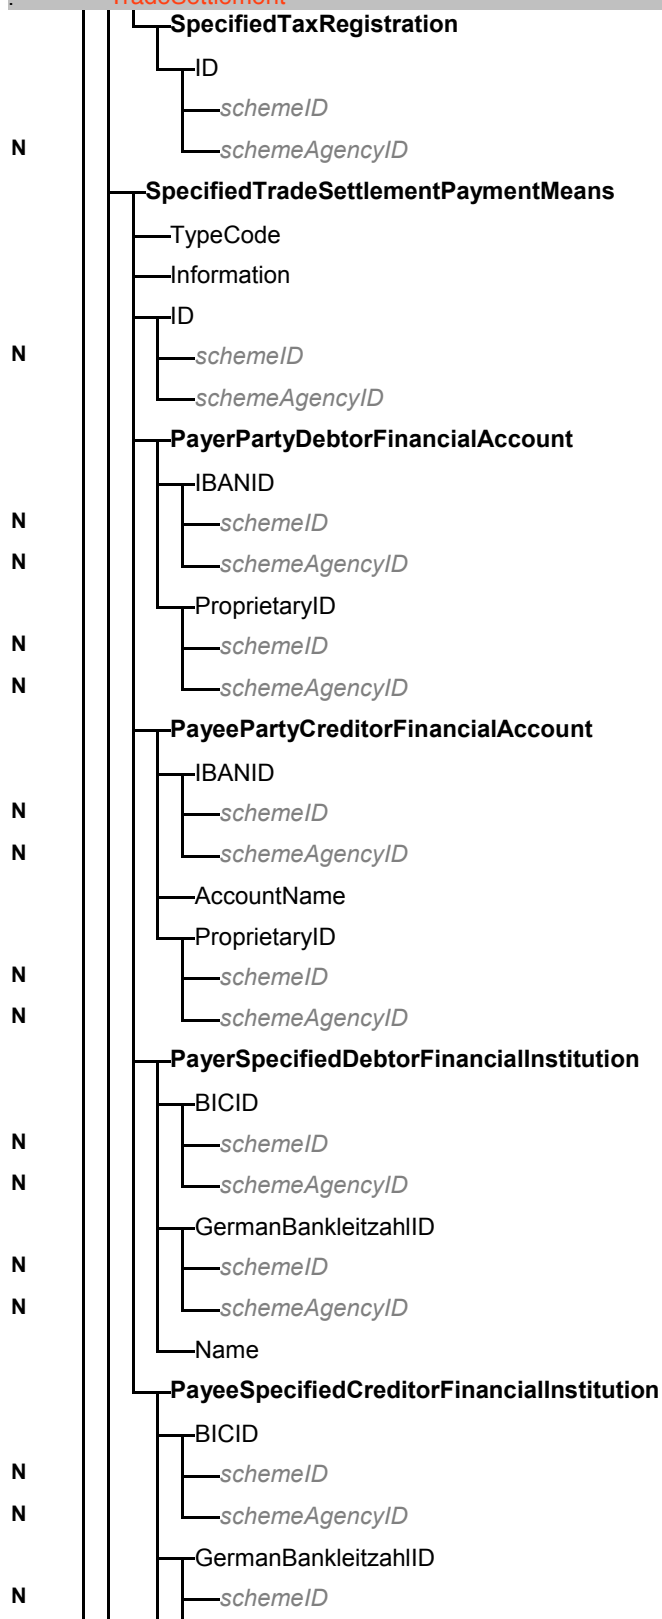 . TradeSettlement
SpecifiedTaxRegistration
ID
schemeID
N schemeAgencyID
SpecifiedTradeSettlementPaymentMeans
TypeCode
Information
ID
N schemeID
schemeAgencyID
PayerPartyDebtorFinancialAccount
IBANID
N schemeID
N schemeAgencyID
ProprietaryID
N schemeID
N schemeAgencyID
PayeePartyCreditorFinancialAccount
IBANID
N schemeID
N schemeAgencyID
AccountName
ProprietaryID
N schemeID
N schemeAgencyID
PayerSpecifiedDebtorFinancialInstitution
BICID
N schemeID
N schemeAgencyID
GermanBankleitzahlID
N schemeID
N schemeAgencyID
Name
PayeeSpecifiedCreditorFinancialInstitution
BICID
N schemeID
N schemeAgencyID
GermanBankleitzahlID
N schemeID